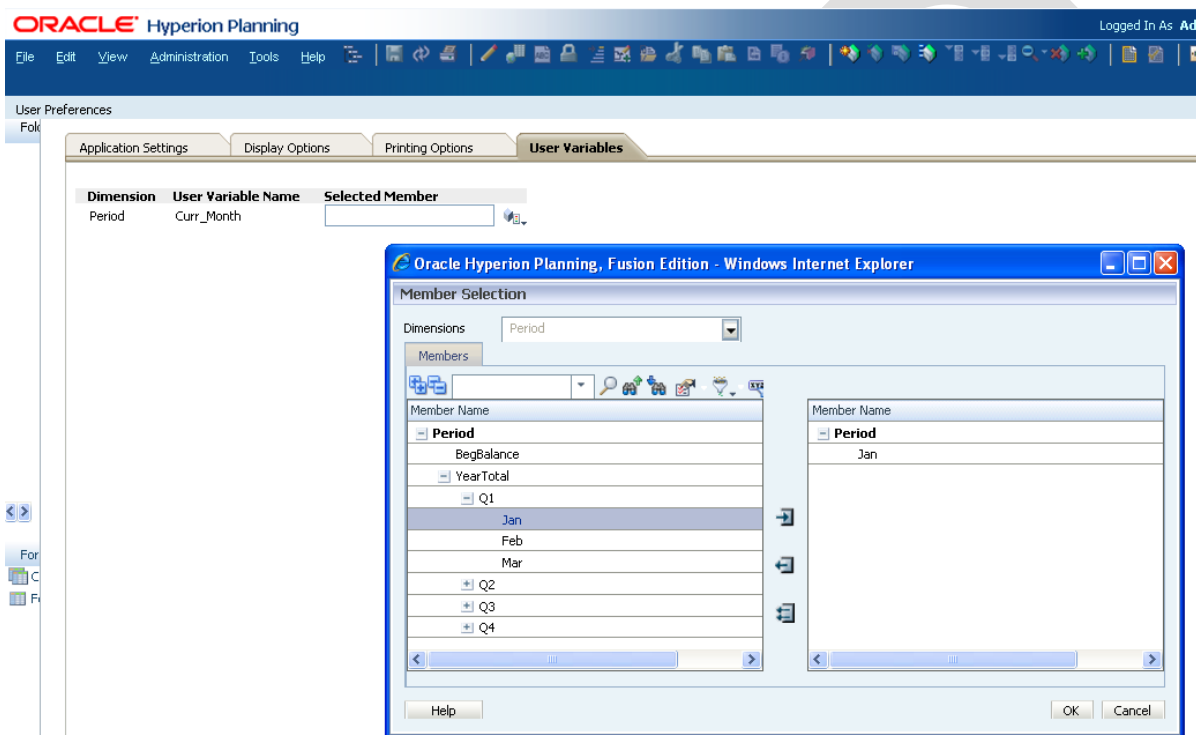 ORACLE' Hyperion Planning
Logged In As Ad
File Edit View Administration Tools Help
User Preferences
Fold
Application Settings Display Options Printing Options User Variables
Dimension User Variable Name Selected Member
Period Curr_Month
Oracle Hyperion Planning, Fusion Edition - Windows Internet Explorer
Member Selection
Dimensions Period
Members
Member Name
Period
BegBalance
YearTotal
Q1
Jan
Feb
Mar
Q2
Q3
Q4
Member Name
Period
Jan
For
C
F
Help OK Cancel